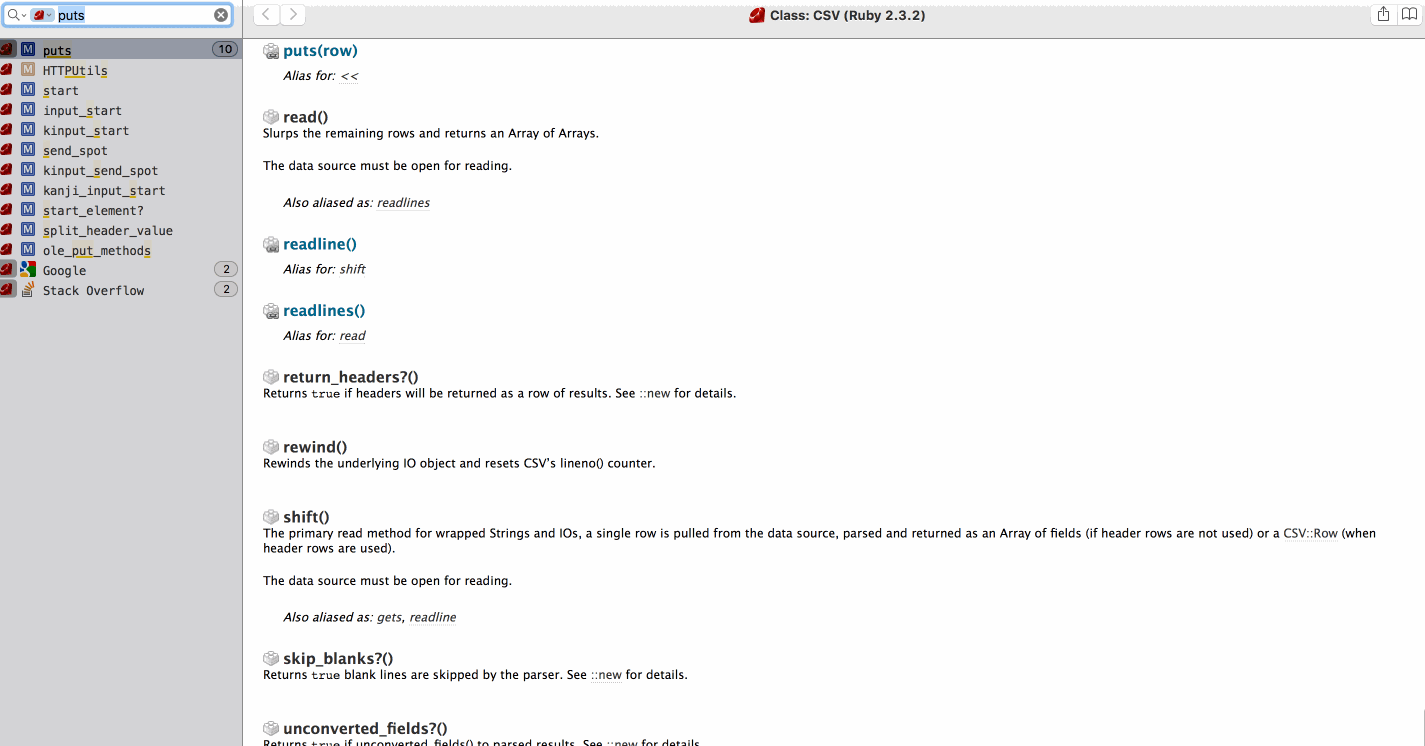 puts
Class: CSV (Ruby 2.3.2)
M puts 10
M HTTPUtils
M start
M input_start
M kinput_start
M send_spot
M kinput_send_spot
M kanji_input_start
M start_element?
M split_header_value
M ole_put_methods
Google 2
Stack Overflow 2
puts(row)
Alias for: <<
read()
Slurps the remaining rows and returns an Array of Arrays.
The data source must be open for reading.
Also aliased as: readlines
readline()
Alias for: shift
readlines()
Alias for: read
return_headers?()
Returns true if headers will be returned as a row of results. See ::new for details.
rewind()
Rewinds the underlying IO object and resets CSV's lineno() counter.
shift()
The primary read method for wrapped Strings and IOs, a single row is pulled from the data source, parsed and returned as an Array of fields (if header rows are not used) or a CSV::Row (when
header rows are used).
The data source must be open for reading.
Also aliased as: gets, readline
skip_blanks?()
Returns true blank lines are skipped by the parser. See ::new for details.
unconverted_fields?()
Returns true if unconverted_fields() to parsed results. See ::new for details.